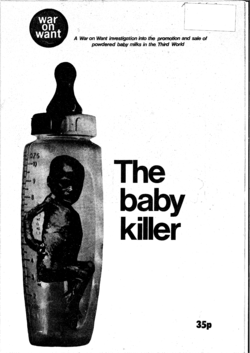 war
on
want
A War on Want investigation into the promotion and sale of
powdered baby milks in the Third World
The
baby
killer
35p